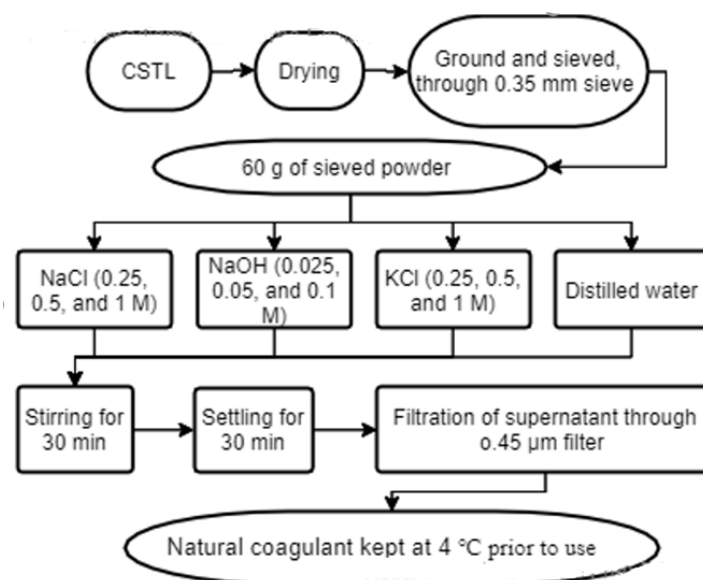 CSTL
Drying
Ground and sieved,
through 0.35 mm sieve
60 g of sieved powder
NaCl (0.25,
0.5, and 1 M)
NaOH (0.025,
0.05, and 0.1
M)
KCl (0.25, 0.5,
and 1 M)
Distilled water
Stirring for
30 min
Settling for
30 min
Filtration of supernatant through
o.45 µm filter
Natural coagulant kept at 4 °C prior to use